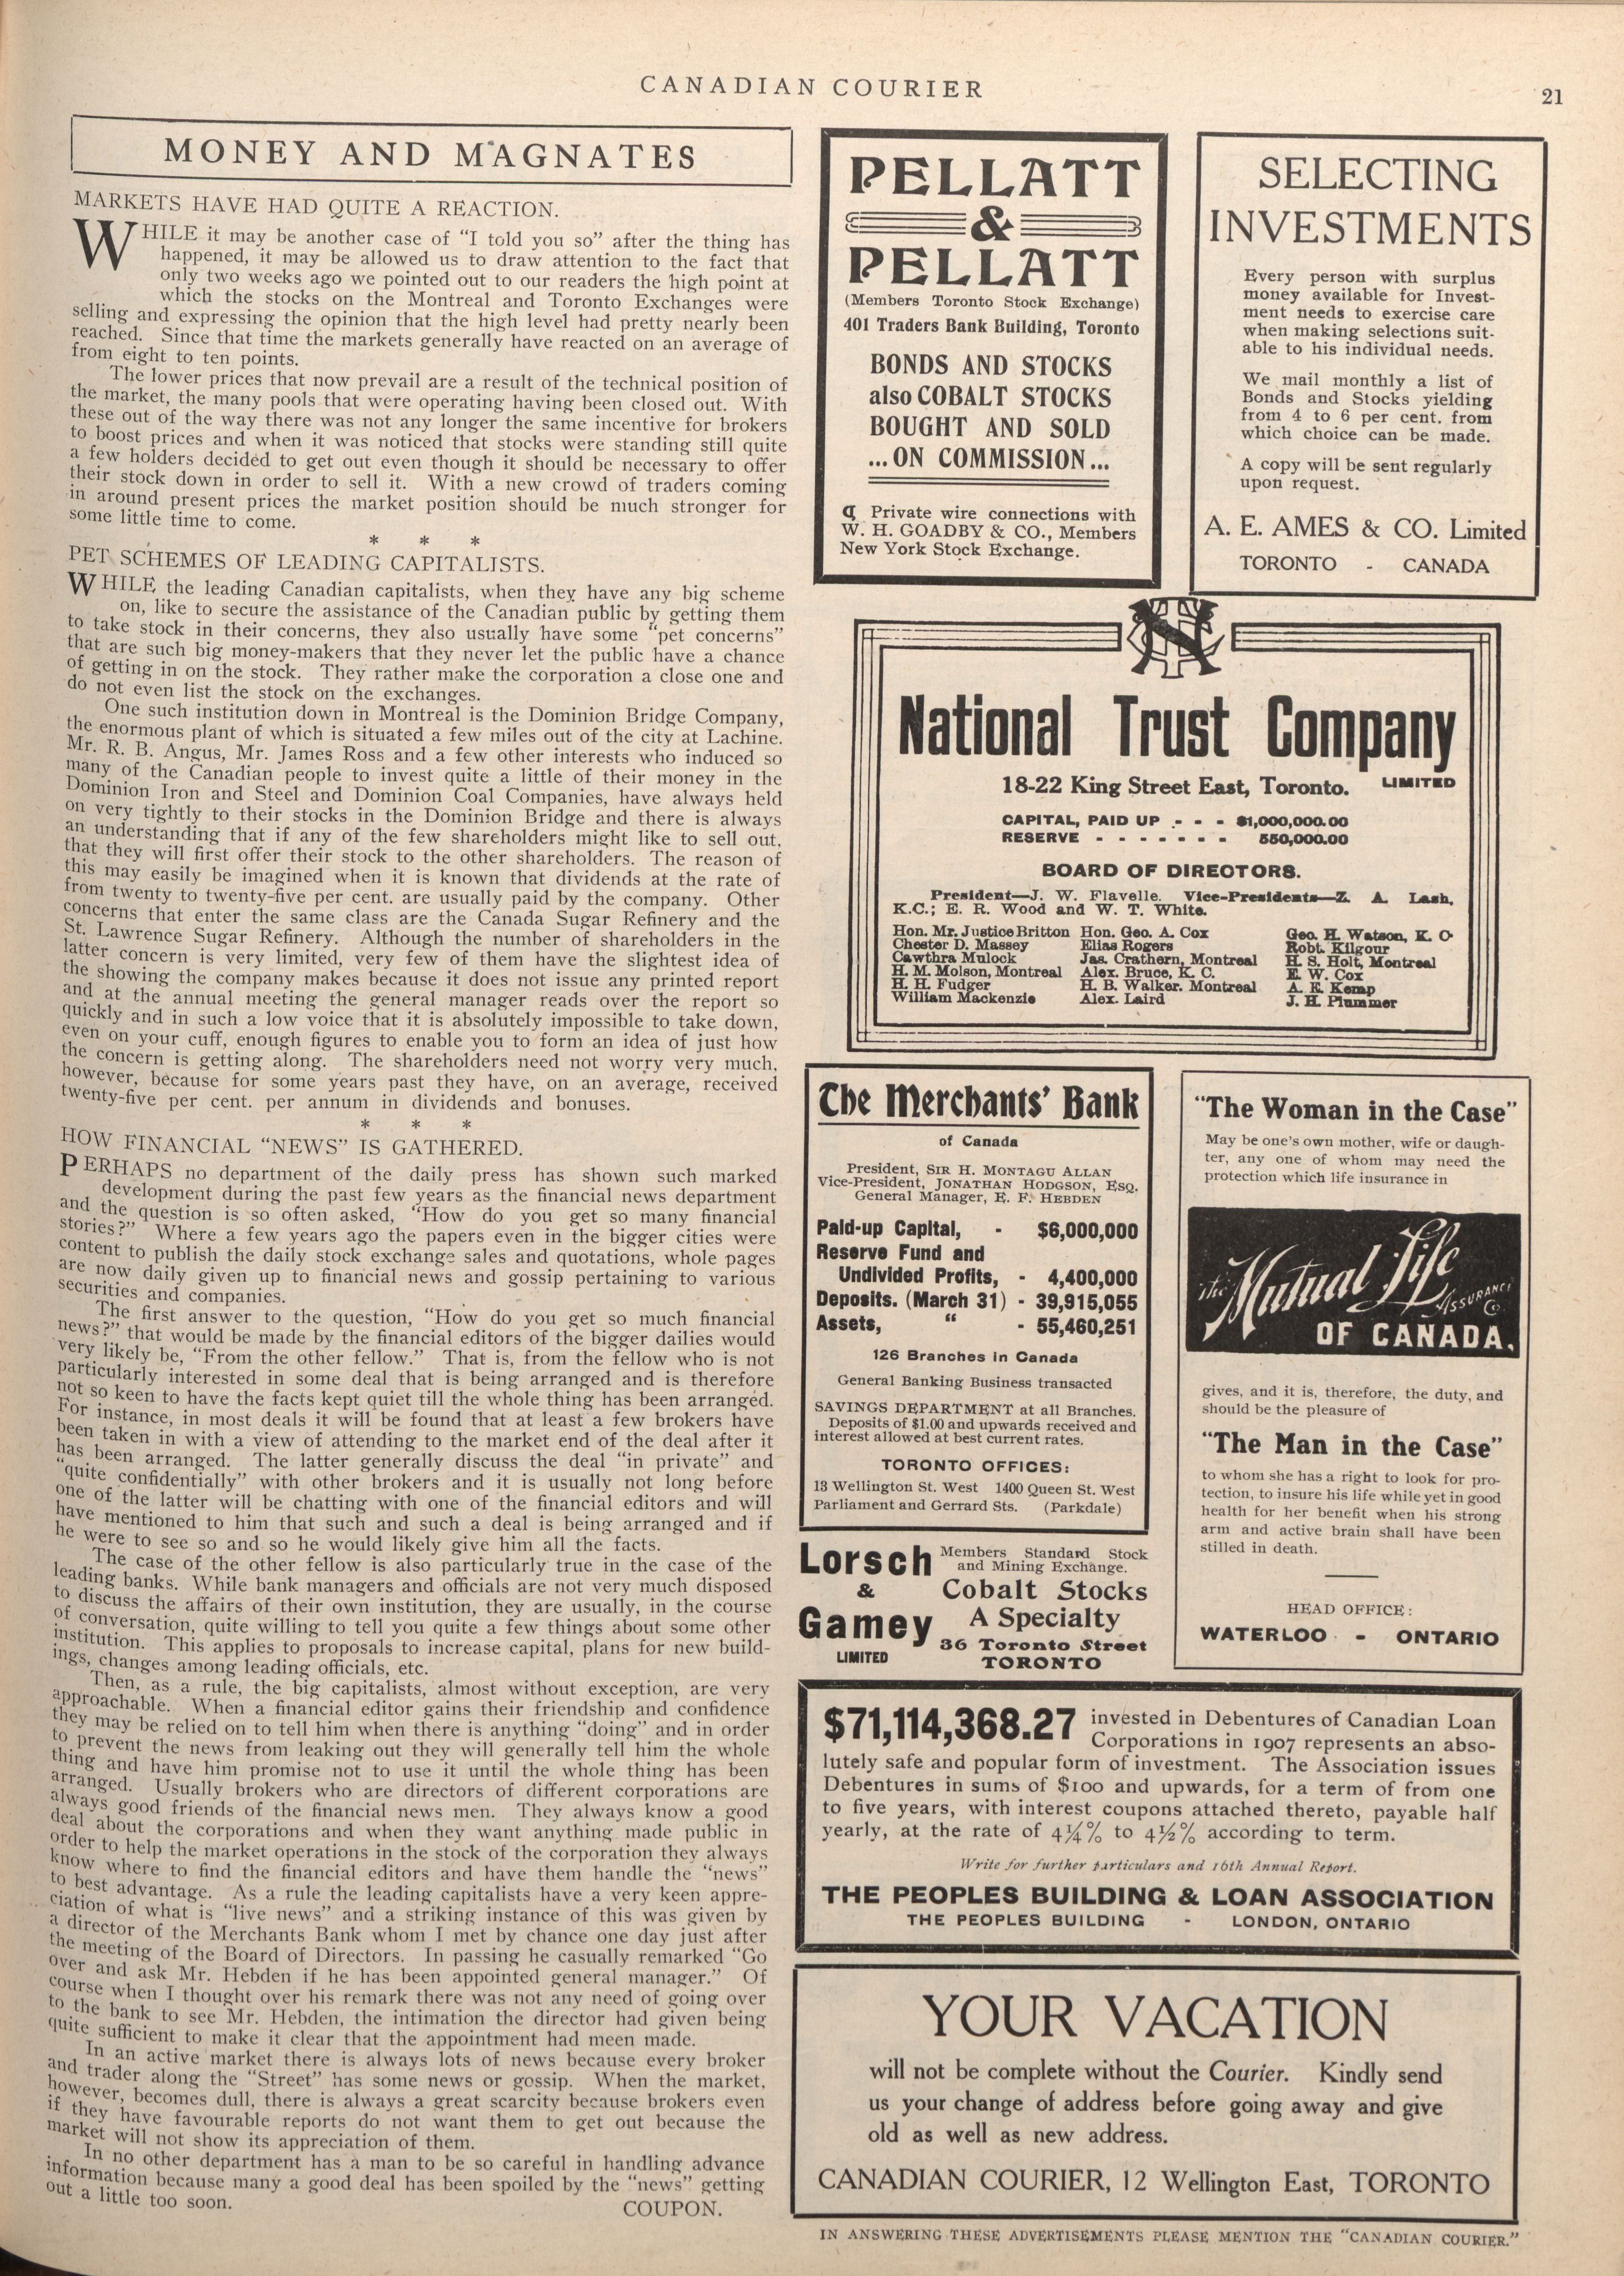 CANADIAN COURIER
21
MONEY AND MAGNATES
MARKETS HAVE HAD QUITE A REACTION.
WHILE it may be another case of "I told you so" after the thing has
happened, it may be allowed us to draw attention to the fact that
only two weeks ago we pointed out to our readers the high point at
which the stocks on the Montreal and Toronto Exchanges were
selling and expressing the opinion that the high level had pretty nearly been
reached. Since that time the markets generally have reacted on an average of
from eight to ten points.
The lower prices that now prevail are a result of the technical position of
the market, the many pools that were operating having been closed out. With
these out of the way there was not any longer the same incentive for brokers
to boost prices and when it was noticed that stocks were standing still quite
a few holders decided to get out even though it should be necessary to offer
their stock down in order to sell it. With a new crowd of traders coming
in around present prices the market position should be much stronger for
some little time to come.
* * *
PET SCHEMES OF LEADING CAPITALISTS.
WHILE the leading Canadian capitalists, when they have any big scheme
on, like to secure the assistance of the Canadian public by getting them
to take stock in their concerns, they also usually have some "pet concerns"
that are such big money-makers that they never let the public have a chance
of getting in on the stock. They rather make the corporation a close one and
do not even list the stock on the exchanges.
One such institution down in Montreal is the Dominion Bridge Company,
the enormous plant of which is situated a few miles out of the city at Lachine.
Mr. R. B. Angus, Mr. James Ross and a few other interests who induced so
many of the Canadian people to invest quite a little of their money in the
Dominion Iron and Steel and Dominion Coal Companies, have always held
on very tightly to their stocks in the Dominion Bridge and there is always
an understanding that if any of the few shareholders might like to sell out,
that they will first offer their stock to the other shareholders. The reason of
this may easily be imagined when it is known that dividends at the rate of
from twenty to twenty-five per cent. are usually paid by the company. Other
concerns that enter the same class are the Canada Sugar Refinery and the
St. Lawrence Sugar Refinery. Although the number of shareholders in the
latter concern is very limited, very few of them have the slightest idea of
the showing the company makes because it does not issue any printed report
and at the annual meeting the general manager reads over the report so
quickly and in such a low voice that it is absolutely impossible to take down,
even on your cuff, enough figures to enable you to form an idea of just how
the concern is getting along. The shareholders need not worry very much,
however, because for some years past they have, on an average, received
twenty-five per cent. per annum in dividends and bonuses.
* * *
HOW FINANCIAL "NEWS" IS GATHERED.
PERHAPS no department of the daily press has shown such marked
development during the past few years as the financial news department
and the question is so often asked, "How do you get so many financial
stories?" Where a few years ago the papers even in the bigger cities were
content to publish the daily stock exchange sales and quotations, whole pages
are now daily given up to financial news and gossip pertaining to various
securities and companies.
The first answer to the question, "How do you get so much financial
news?" that would be made by the financial editors of the bigger dailies would
very likely be, "From the other fellow." That is, from the fellow who is not
particularly interested in some deal that is being arranged and is therefore
not so keen to have the facts kept quiet till the whole thing has been arranged.
For instance, in most deals it will be found that at least a few brokers have
been taken in with a view of attending to the market end of the deal after it
has been arranged. The latter generally discuss the deal "in private" and
"quite confidentially" with other brokers and it is usually not long before
one of the latter will be chatting with one of the financial editors and will
have mentioned to him that such and such a deal is being arranged and if
he were to see so and so he would likely give him all the facts.
The case of the other fellow is also particularly true in the case of the
leading banks. While bank managers and officials are not very much disposed
to discuss the affairs of their own institution, they are usually, in the course
of conversation, quite willing to tell you quite a few things about some other
institution. This applies to proposals to increase capital, plans for new build-
ings, changes among leading officials, etc.
Then, as a rule, the big capitalists, almost without exception, are very
approachable. When a financial editor gains their friendship and confidence
they may be relied on to tell him when there is anything "doing" and in order
to prevent the news from leaking out they will generally tell him the whole
thing and have him promise not to use it until the whole thing has been
arranged. Usually brokers who are directors of different corporations are
always good friends of the financial news men. They always know a good
deal about the corporations and when they want anything made public in
order to help the market operations in the stock of the corporation they always
know where to find the financial editors and have them handle the "news"
to best advantage. As a rule the leading capitalists have a very keen appre-
ciation of what is "live news" and a striking instance of this was given by
a director of the Merchants Bank whom I met by chance one day just after
the meeting of the Board of Directors. In passing he casually remarked "Go
over and ask Mr. Hebden if he has been appointed general manager." Of
course when I thought over his remark there was not any need of going over
to the bank to see Mr. Hebden, the intimation the director had given being
quite sufficient to make it clear that the appointment had meen made.
In an active market there is always lots of news because every broker
and trader along the "Street" has some news or gossip. When the market,
however, becomes dull, there is always a great scarcity because brokers even
if they have favourable reports do not want them to get out because the
market will not show its appreciation of them.
In no other department has a man to be so careful in handling advance
information because many a good deal has been spoiled by the "news" getting
out a little too soon.
COUPON.
PELLATT
&
PELLATT
(Members Toronto Stock Exchange)
401 Traders Bank Building, Toronto
BONDS AND STOCKS
also COBALT STOCKS
BOUGHT AND SOLD
...ON COMMISSION...
¶ Private wire connections with
W. H. GOADBY & CO., Members
New York Stock Exchange.
SELECTING
INVESTMENTS
Every person with surplus
money available for Invest-
ment needs to exercise care
when making selections suit-
able to his individual needs.
We mail monthly a list of
Bonds and Stocks yielding
from 4 to 6 per cent. from
which choice can be made.
A copy will be sent regularly
upon request.
A. E. AMES & CO. Limited
TORONTO - CANADA
National Trust Company
LIMITED
18-22 King Street East, Toronto.
CAPITAL, PAID UP - - - $1,000,000.00
RESERVE - - - - - - - 550,000.00
BOARD OF DIRECTORS.
President—J. W. Flavelle. Vice-Presidents—Z. A. Lash,
K.C.; E. R. Wood and W. T. White.
Hon. Mr. Justice Britton Hon. Geo. A. Cox Geo. H. Watson, K. C
Chester D. Massey Elias Rogers Robt. Kilgour
Cawthra Mulock Jas. Crathern, Montreal H. S. Holt, Montreal
H. M. Molson, Montreal Alex. Bruce, K. C. E. W. Cox
H. H. Fudger H. B. Walker. Montreal A. E. Kemp
William Mackenzie Alex. Laird J. H. Plummer
The Merchants' Bank
of Canada
President, SIR H. MONTAGU ALLAN
Vice-President, JONATHAN HODGSON, ESQ.
General Manager, E. F. HEBDEN
Paid-up Capital, - $6,000,000
Reserve Fund and
Undivided Profits, - 4,400,000
Deposits. (March 31) - 39,915,055
Assets, " - 55,460,251
126 Branches in Canada
General Banking Business transacted
SAVINGS DEPARTMENT at all Branches.
Deposits of $1.00 and upwards received and
interest allowed at best current rates.
TORONTO OFFICES:
13 Wellington St. West 1400 Queen St. West
Parliament and Gerrard Sts. (Parkdale)
"The Woman in the Case"
May be one's own mother, wife or daugh-
ter, any one of whom may need the
protection which life insurance in
The Mutual Life
ASSURANCE Co.
OF CANADA.
gives, and it is, therefore, the duty, and
should be the pleasure of
"The Man in the Case"
to whom she has a right to look for pro-
tection, to insure his life while yet in good
health for her benefit when his strong
arm and active brain shall have been
stilled in death.
HEAD OFFICE:
WATERLOO - ONTARIO
Lorsch
&
Gamey
LIMITED
Members Standard Stock
and Mining Exchange.
Cobalt Stocks
A Specialty
36 Toronto Street
TORONTO
$71,114,368.27 invested in Debentures of Canadian Loan
Corporations in 1907 represents an abso-
lutely safe and popular form of investment. The Association issues
Debentures in sums of $100 and upwards, for a term of from one
to five years, with interest coupons attached thereto, payable half
yearly, at the rate of 4¼% to 4½% according to term.
Write for further particulars and 16th Annual Report.
THE PEOPLES BUILDING & LOAN ASSOCIATION
THE PEOPLES BUILDING - LONDON, ONTARIO
YOUR VACATION
will not be complete without the Courier. Kindly send
us your change of address before going away and give
old as well as new address.
CANADIAN COURIER, 12 Wellington East, TORONTO
IN ANSWERING THESE ADVERTISEMENTS PLEASE MENTION THE "CANADIAN COURIER."